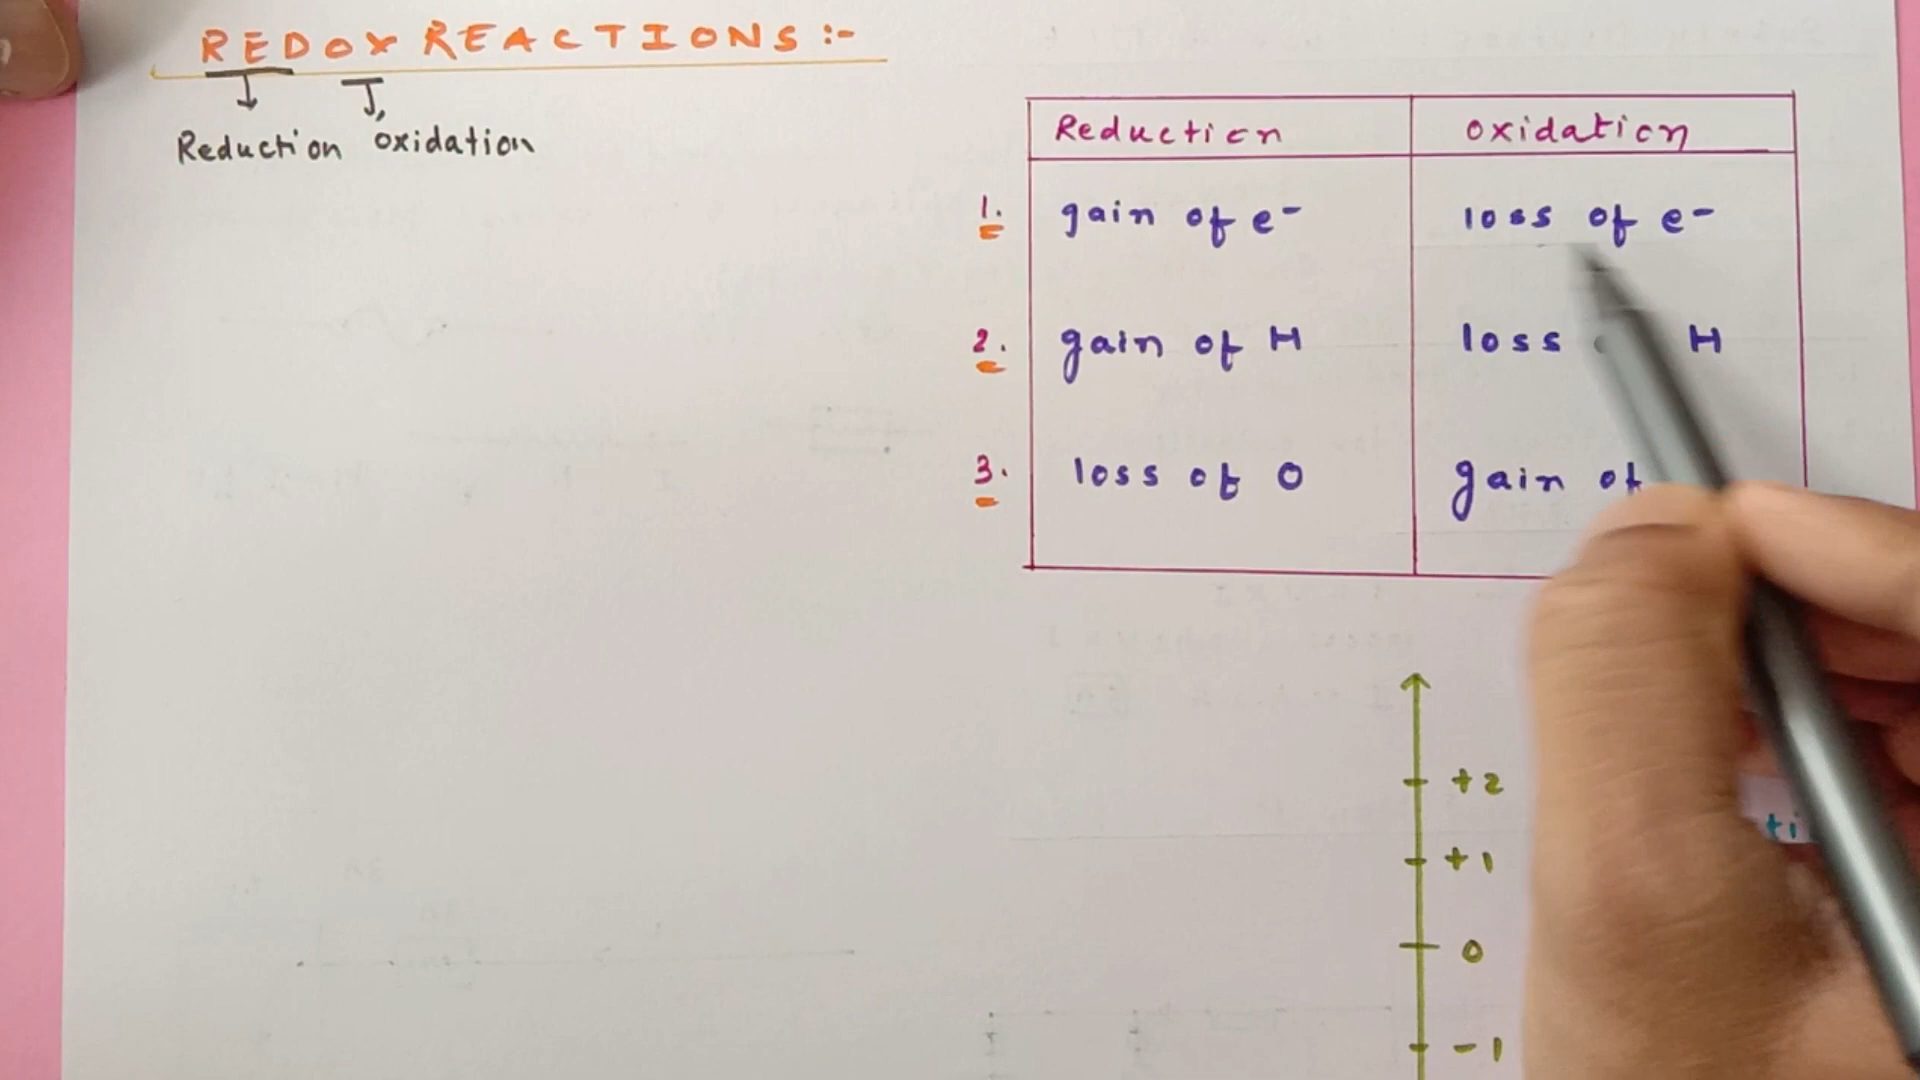 REDOX REACTIONS :-
Reduction oxidation
Reduction oxidation
1. gain of e- loss of e-
2. gain of H loss H
3. loss of O gain of
+2
+1
0
-1